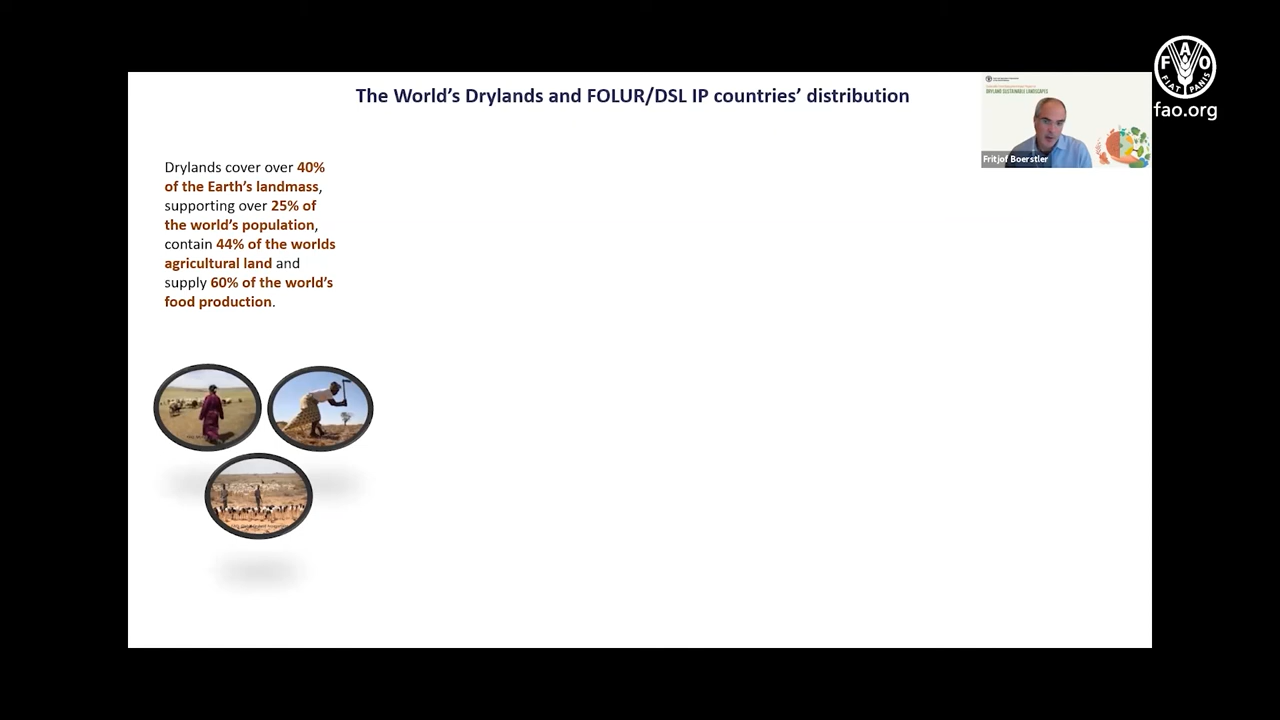 The World's Drylands and FOLUR/DSL IP countries' distribution
Drylands cover over 40%
of the Earth's landmass,
supporting over 25% of
the world's population,
contain 44% of the worlds
agricultural land and
supply 60% of the world's
food production.
DRYLAND SUSTAINABLE LANDSCAPES
Fritjof Boerstler
F A O
FIAT PANIS
fao.org